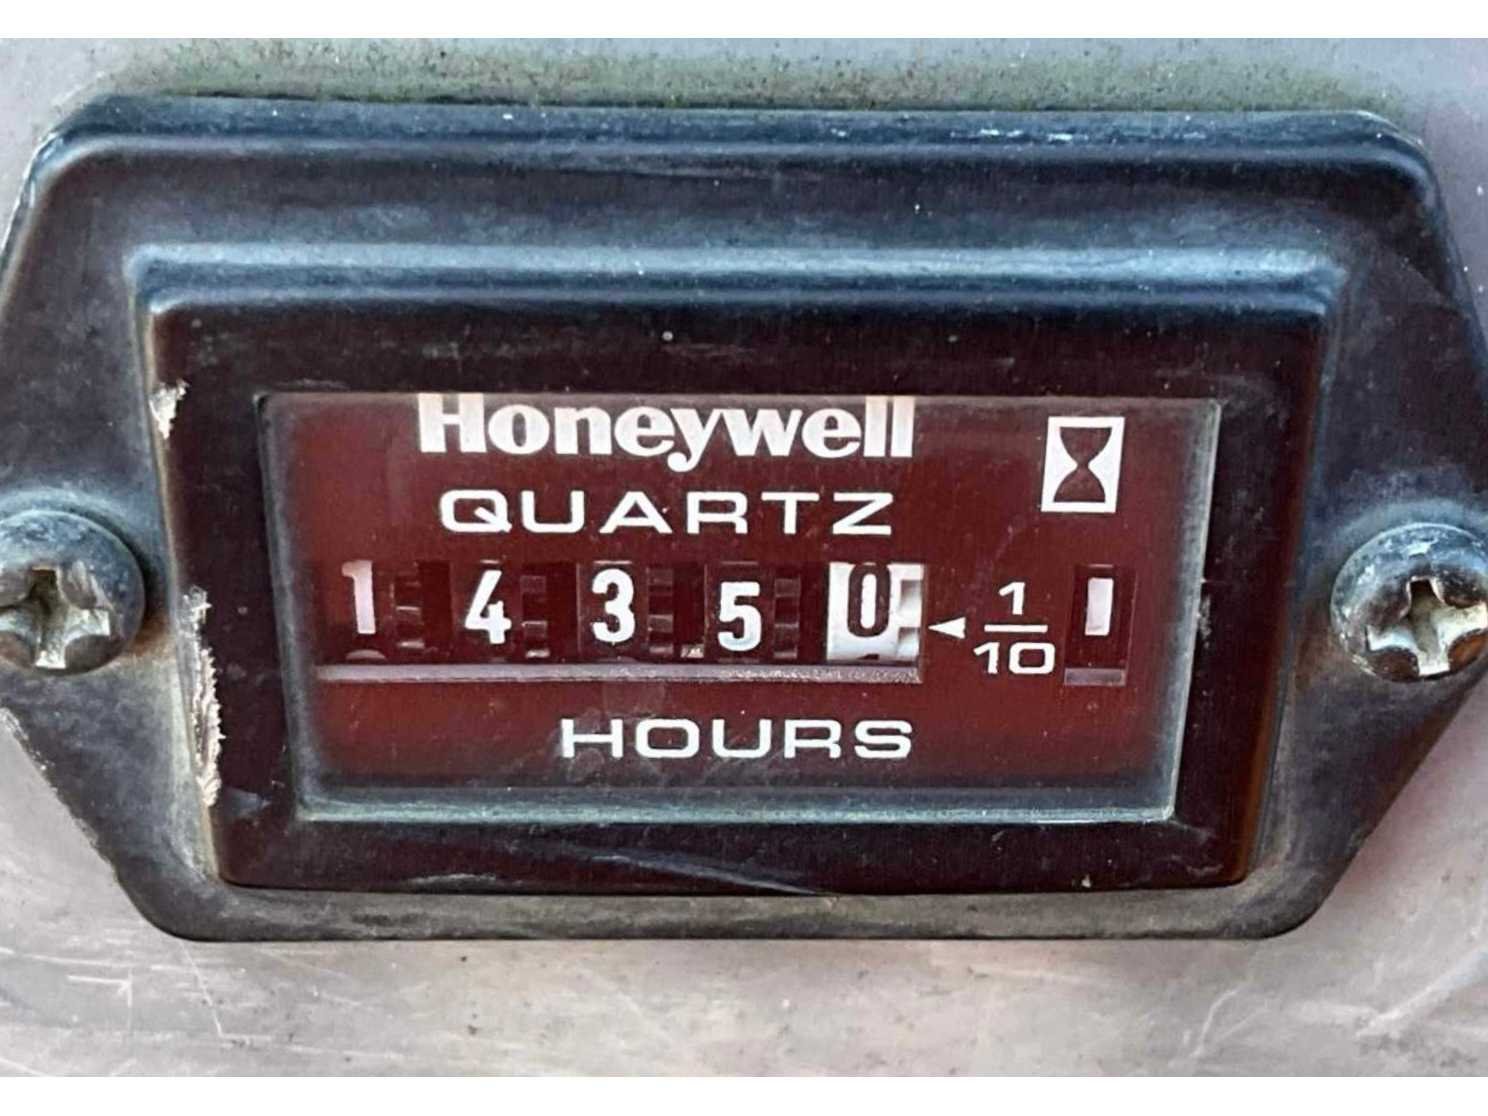 Honeywell
QUARTZ
1 4 3 5 0 ◄ 1/10
HOURS